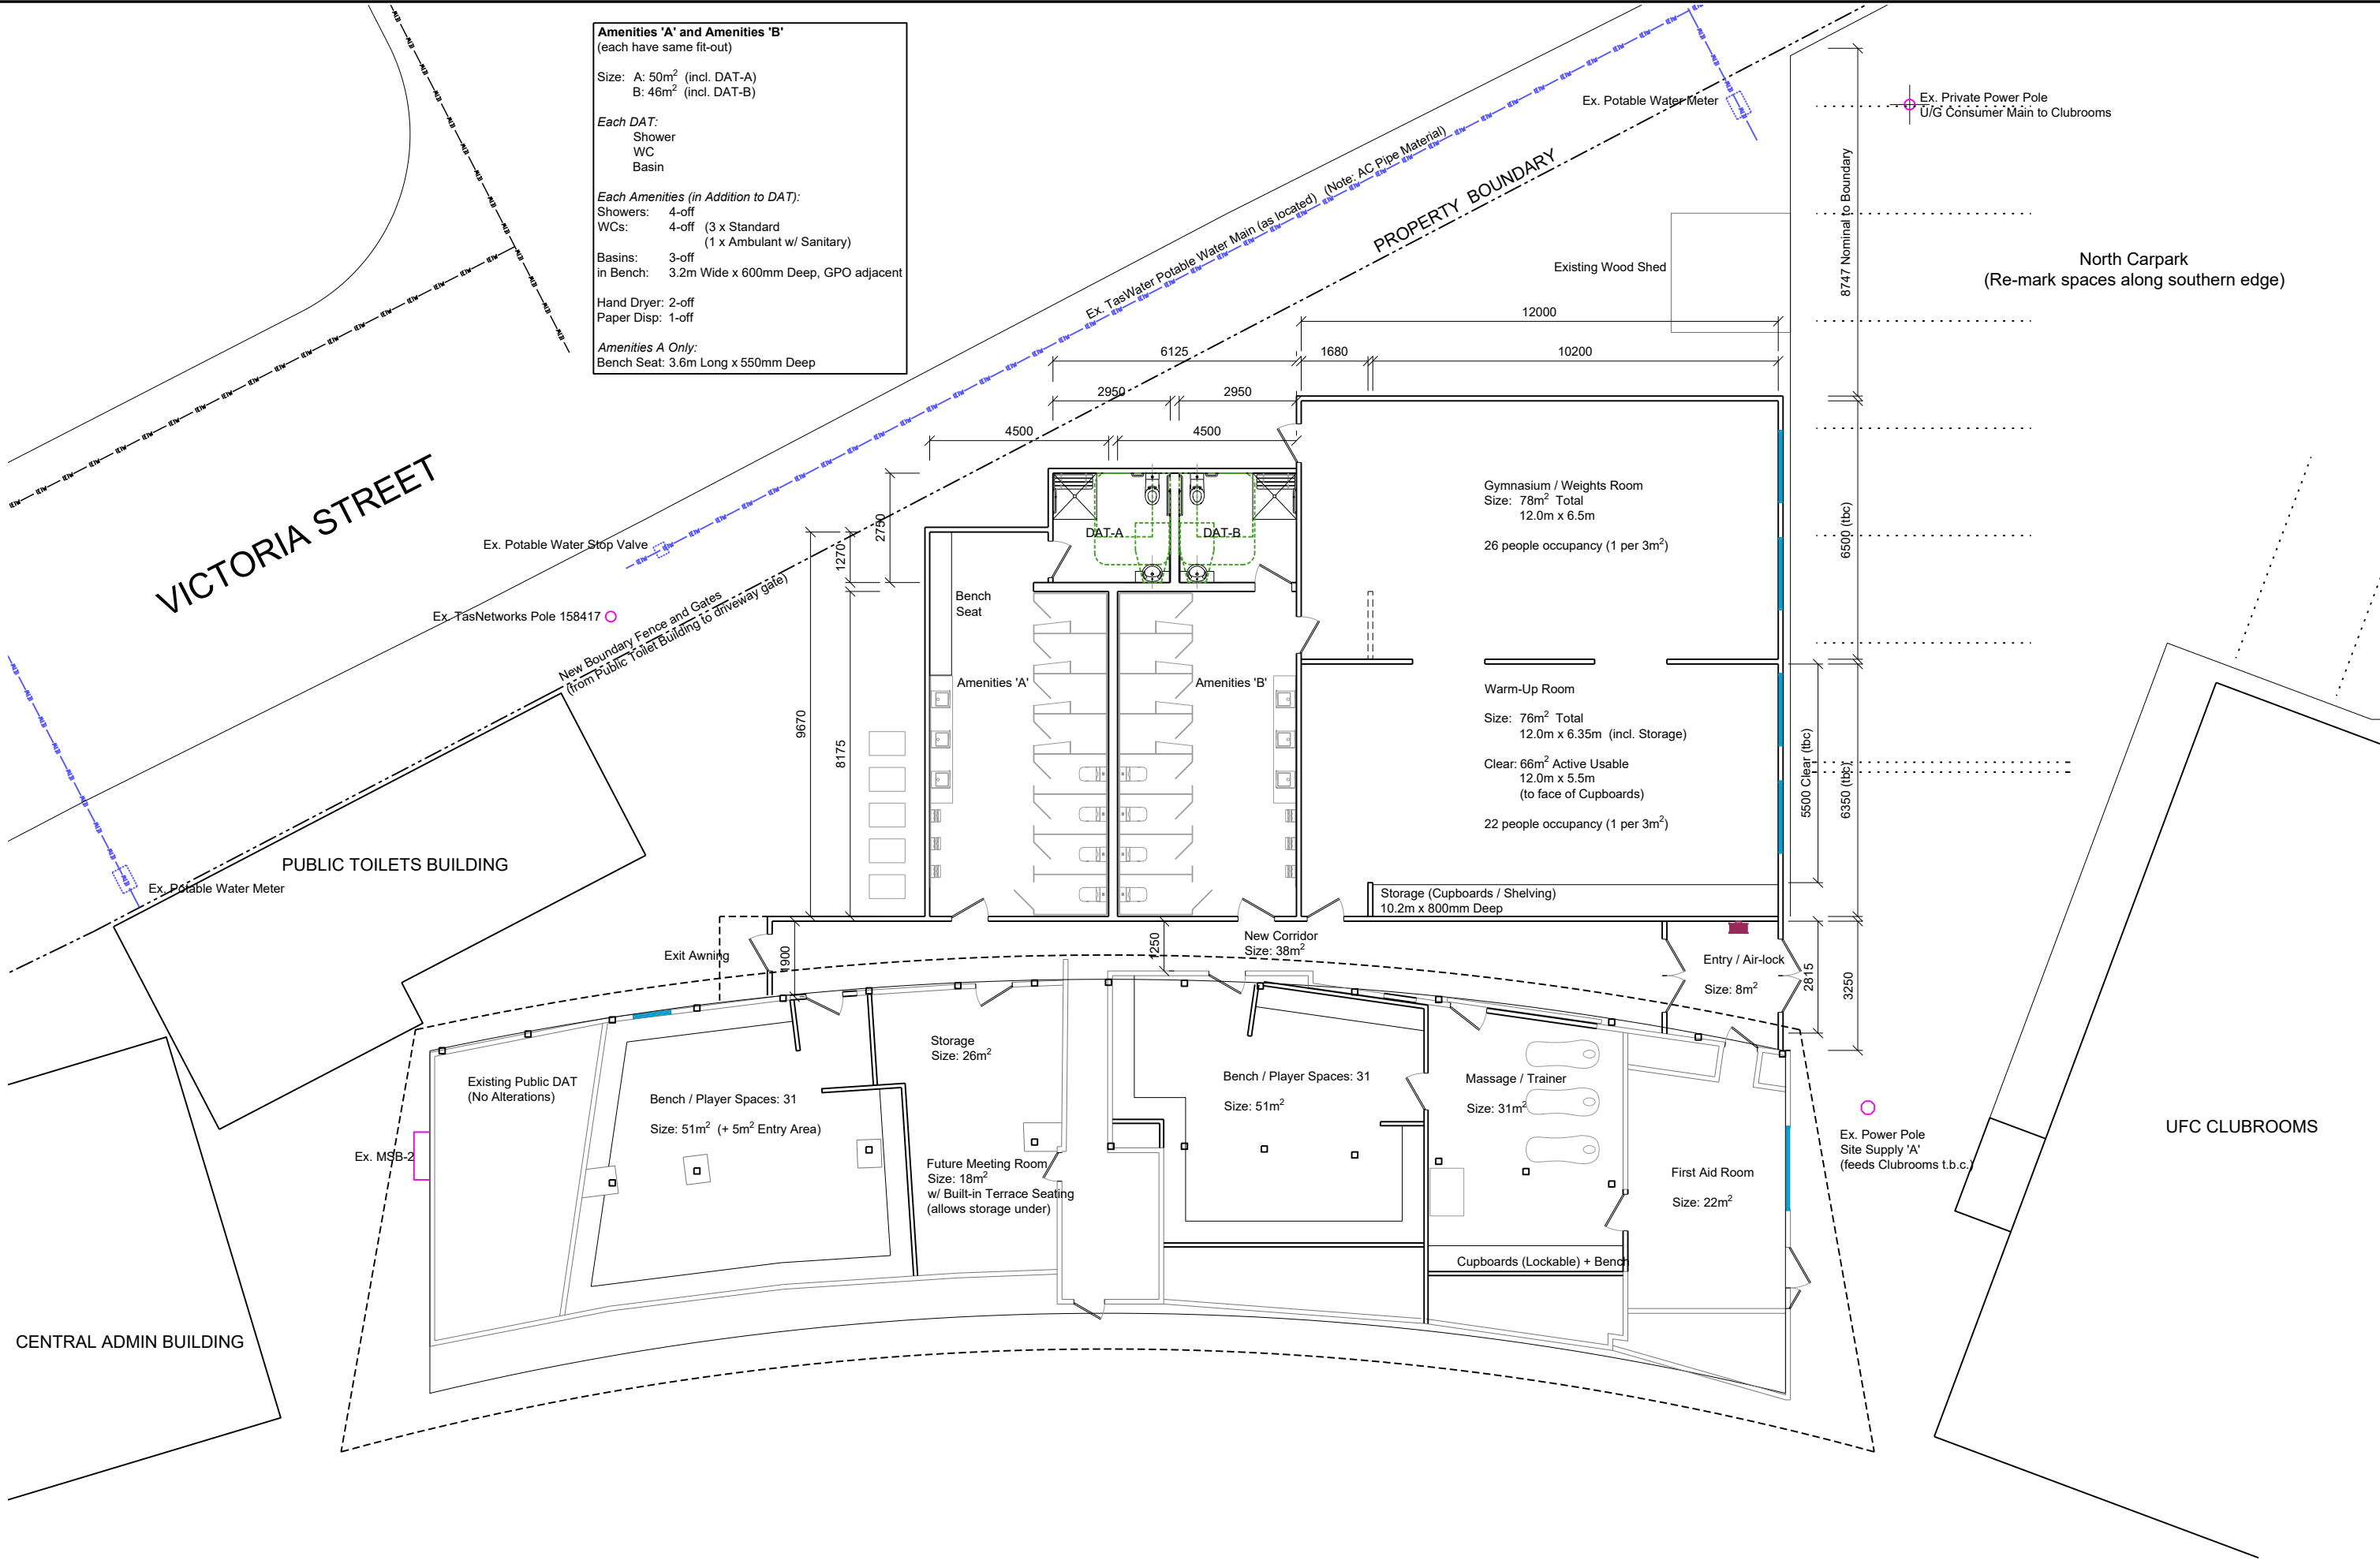 Amenities 'A' and Amenities 'B'
(each have same fit-out)
Size: A: 50m² (incl. DAT-A)
B: 46m² (incl. DAT-B)
Each DAT:
Shower
WC
Basin
Each Amenities (in Addition to DAT):
Showers: 4-off
WCs: 4-off (3 x Standard
(1 x Ambulant w/ Sanitary)
Basins: 3-off
in Bench: 3.2m Wide x 600mm Deep, GPO adjacent
Hand Dryer: 2-off
Paper Disp: 1-off
Amenities A Only:
Bench Seat: 3.6m Long x 550mm Deep
Ex. Potable Water Meter
Ex. Private Power Pole
U/G Consumer Main to Clubrooms
Ex. TasWater Potable Water Main (as located) (Note: AC Pipe Material)
PROPERTY BOUNDARY
8747 Nominal to Boundary
Existing Wood Shed
North Carpark
(Re-mark spaces along southern edge)
12000
6125
1680
10200
2950
2950
4500
4500
VICTORIA STREET
Ex. Potable Water Stop Valve
Ex. TasNetworks Pole 158417
New Boundary Fence and Gates
(from Public Toilet Building to driveway gate)
2750
1270
9670
8175
DAT-A
DAT-B
Bench
Seat
Amenities 'A'
Amenities 'B'
Gymnasium / Weights Room
Size: 78m² Total
12.0m x 6.5m
26 people occupancy (1 per 3m²)
6500 (tbc)
Warm-Up Room
Size: 76m² Total
12.0m x 6.35m (incl. Storage)
Clear: 66m² Active Usable
12.0m x 5.5m
(to face of Cupboards)
22 people occupancy (1 per 3m²)
5500 Clear (tbc)
6350 (tbc)
Storage (Cupboards / Shelving)
10.2m x 800mm Deep
PUBLIC TOILETS BUILDING
Ex. Potable Water Meter
Exit Awning
1900
1250
New Corridor
Size: 38m²
Entry / Air-lock
Size: 8m²
2815
3250
Existing Public DAT
(No Alterations)
Bench / Player Spaces: 31
Size: 51m² (+ 5m² Entry Area)
Storage
Size: 26m²
Future Meeting Room
Size: 18m²
w/ Built-in Terrace Seating
(allows storage under)
Bench / Player Spaces: 31
Size: 51m²
Massage / Trainer
Size: 31m²
Cupboards (Lockable) + Bench
First Aid Room
Size: 22m²
Ex. MSB-2
Ex. Power Pole
Site Supply 'A'
(feeds Clubrooms t.b.c.)
UFC CLUBROOMS
CENTRAL ADMIN BUILDING